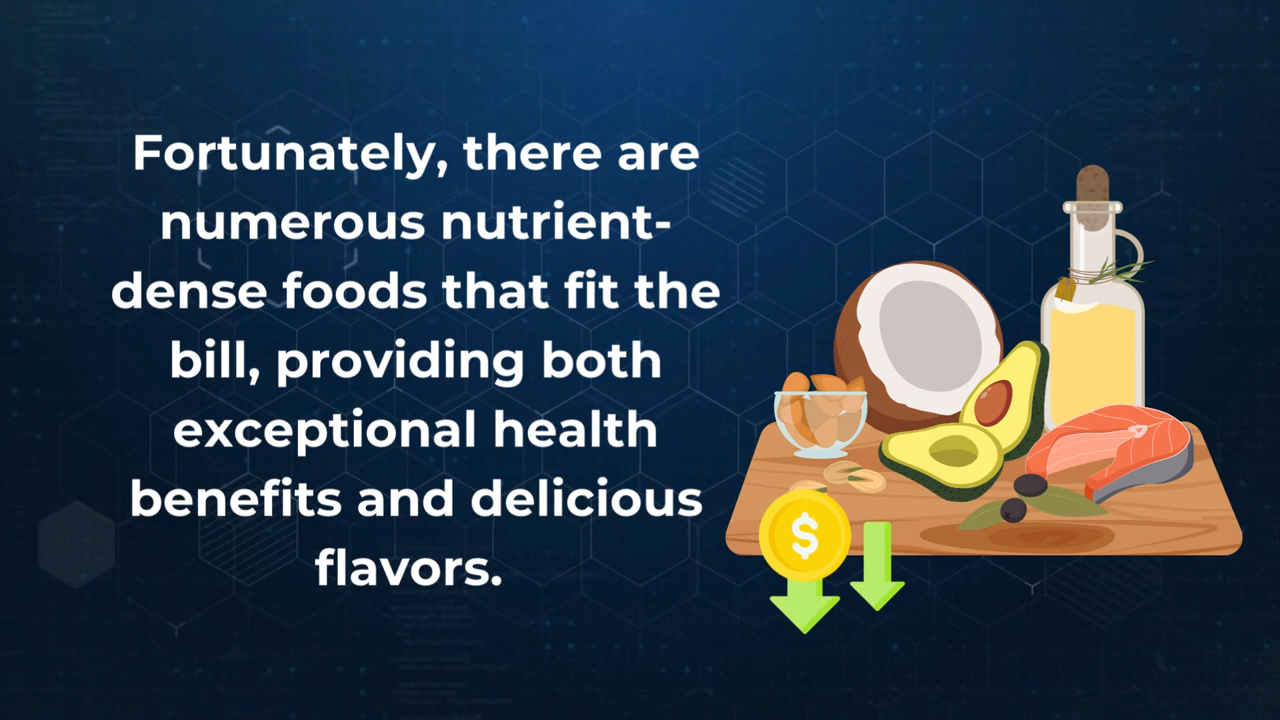 Fortunately, there are
numerous nutrient-
dense foods that fit the
bill, providing both
exceptional health
benefits and delicious
flavors.
$